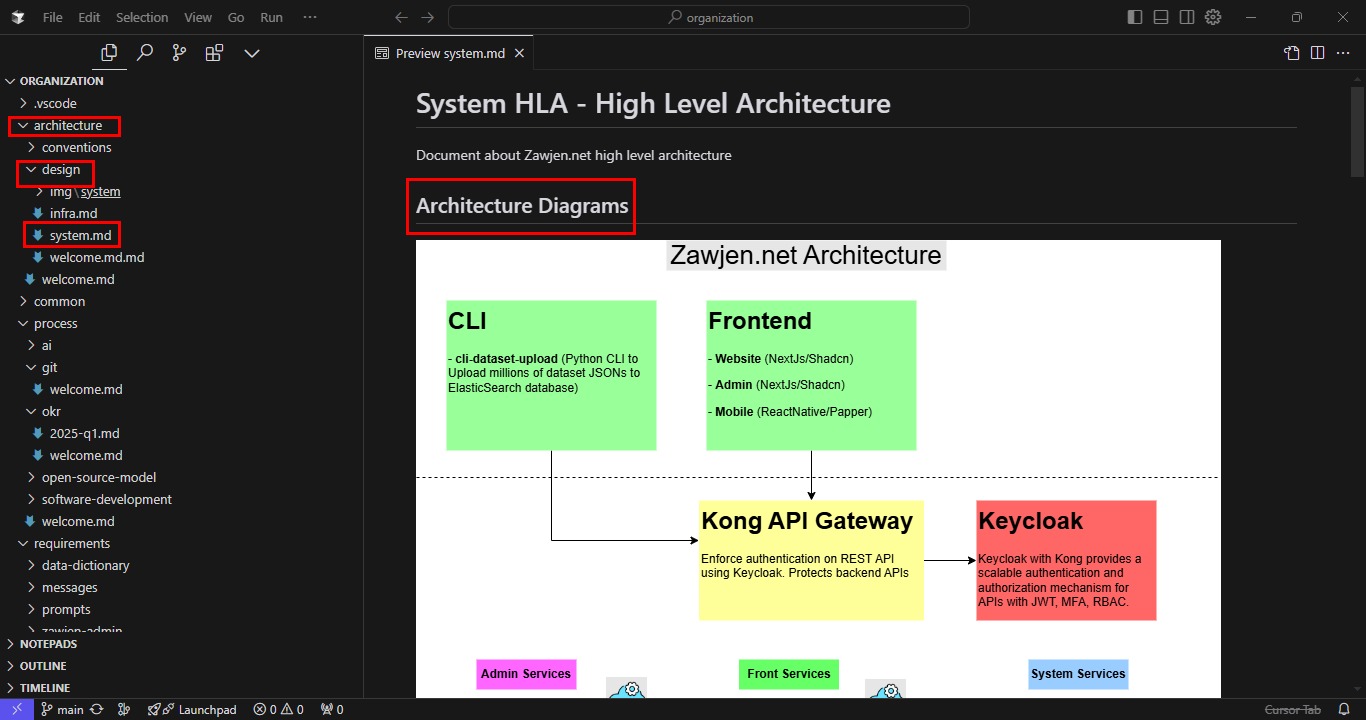 File Edit Selection View Go Run ···
organization
Preview system.md
ORGANIZATION
.vscode
architecture
conventions
design
img \ system
infra.md
system.md
welcome.md.md
welcome.md
common
process
ai
git
welcome.md
okr
2025-q1.md
welcome.md
open-source-model
software-development
welcome.md
requirements
data-dictionary
messages
prompts
zawjen-admin
NOTEPADS
OUTLINE
TIMELINE
System HLA - High Level Architecture
Document about Zawjen.net high level architecture
Architecture Diagrams
Zawjen.net Architecture
CLI
- cli-dataset-upload (Python CLI to
Upload millions of dataset JSONs to
ElasticSearch database)
Frontend
- Website (NextJs/Shadcn)
- Admin (NextJs/Shadcn)
- Mobile (ReactNative/Papper)
Kong API Gateway
Enforce authentication on REST API
using Keycloak. Protects backend APIs
Keycloak
Keycloak with Kong provides a
scalable authentication and
authorization mechanism for
APIs with JWT, MFA, RBAC.
Admin Services
Front Services
System Services
main
Launchpad
0 0
0
Cursor Tab